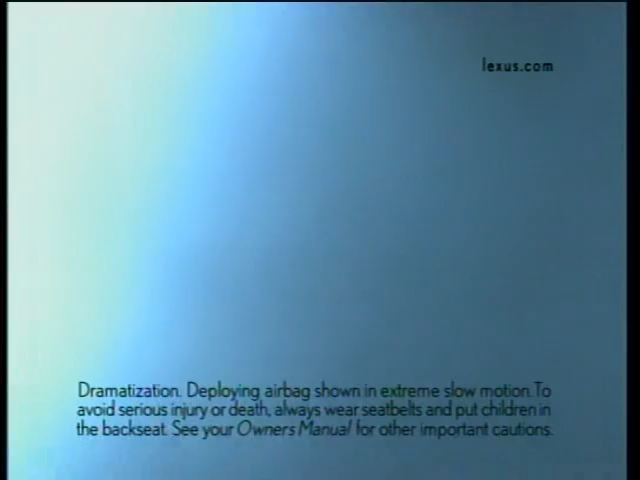 lexus.com
Dramatization. Deploying airbag shown in extreme slow motion. To
avoid serious injury or death, always wear seatbelts and put children in
the backseat. See your Owners Manual for other important cautions.